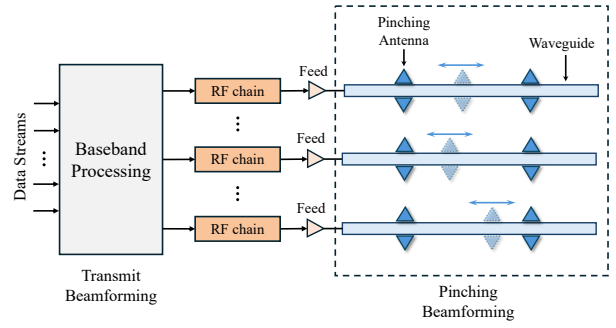 Pinching
Antenna
Waveguide
Feed
RF chain
Data Streams
Baseband
Processing
Feed
RF chain
Feed
RF chain
Transmit
Beamforming
Pinching
Beamforming